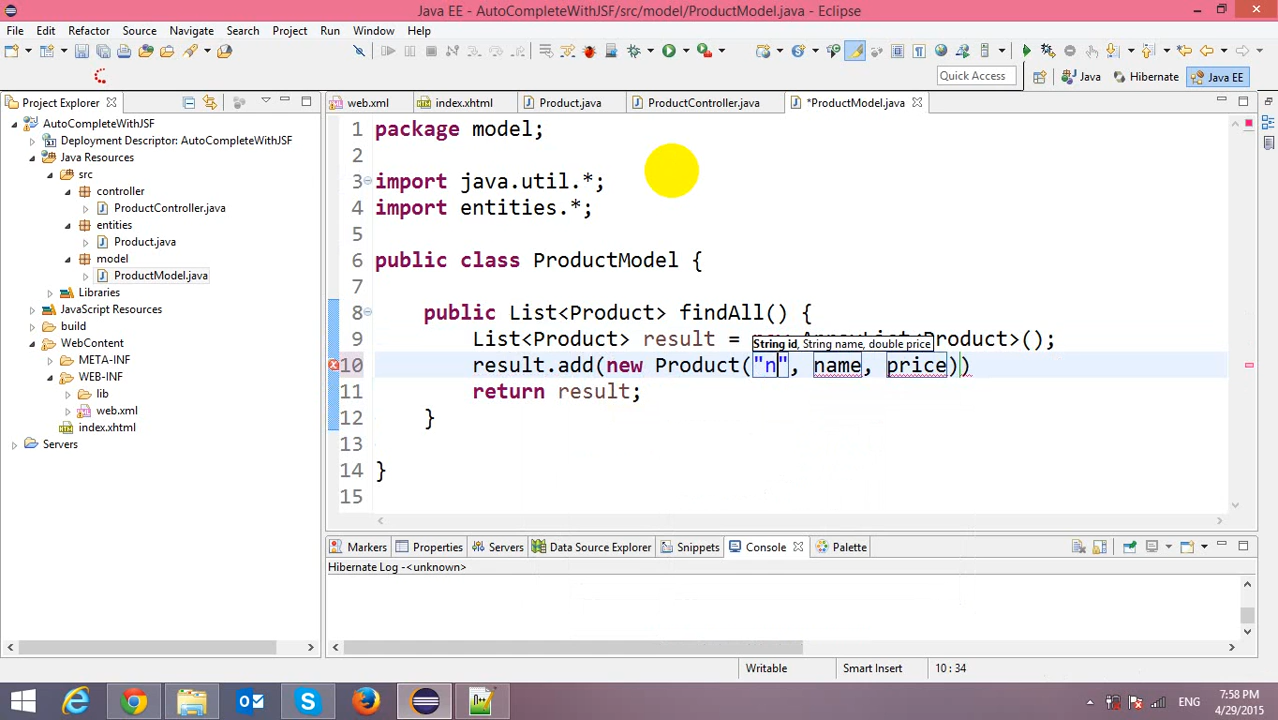 Java EE - AutoCompleteWithJSF/src/model/ProductModel.java - Eclipse
File Edit Refactor Source Navigate Search Project Run Window Help
Quick Access Java Hibernate Java EE
Project Explorer
AutoCompleteWithJSF
Deployment Descriptor: AutoCompleteWithJSF
Java Resources
src
controller
ProductController.java
entities
Product.java
model
ProductModel.java
Libraries
JavaScript Resources
build
WebContent
META-INF
WEB-INF
lib
web.xml
index.xhtml
Servers
web.xml index.xhtml Product.java ProductController.java *ProductModel.java
1 package model;
2
3 import java.util.*;
4 import entities.*;
5
6 public class ProductModel {
7
8 public List<Product> findAll() {
9 List<Product> result = new ArrayList<Product>();
String id, String name, double price
10 result.add(new Product("n", name, price))
11 return result;
12 }
13
14 }
15
Markers Properties Servers Data Source Explorer Snippets Console Palette
Hibernate Log -<unknown>
Writable Smart Insert 10 : 34
ENG 7:58 PM
4/29/2015